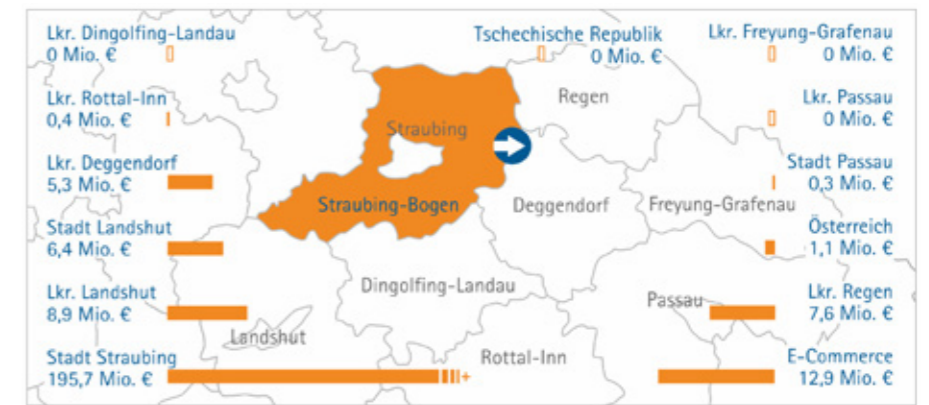 Lkr. Dingolfing-Landau
0 Mio. €
Tschechische Republik
0 Mio. €
Lkr. Freyung-Grafenau
0 Mio. €
Lkr. Rottal-Inn
0,4 Mio. €
Regen
Lkr. Passau
0 Mio. €
Straubing
Lkr. Deggendorf
5,3 Mio. €
Stadt Passau
0,3 Mio. €
Straubing-Bogen
Deggendorf
Freyung-Grafenau
Stadt Landshut
6,4 Mio. €
Österreich
1,1 Mio. €
Dingolfing-Landau
Lkr. Landshut
8,9 Mio. €
Passau
Lkr. Regen
7,6 Mio. €
Landshut
Stadt Straubing
195,7 Mio. €
+
Rottal-Inn
E-Commerce
12,9 Mio. €